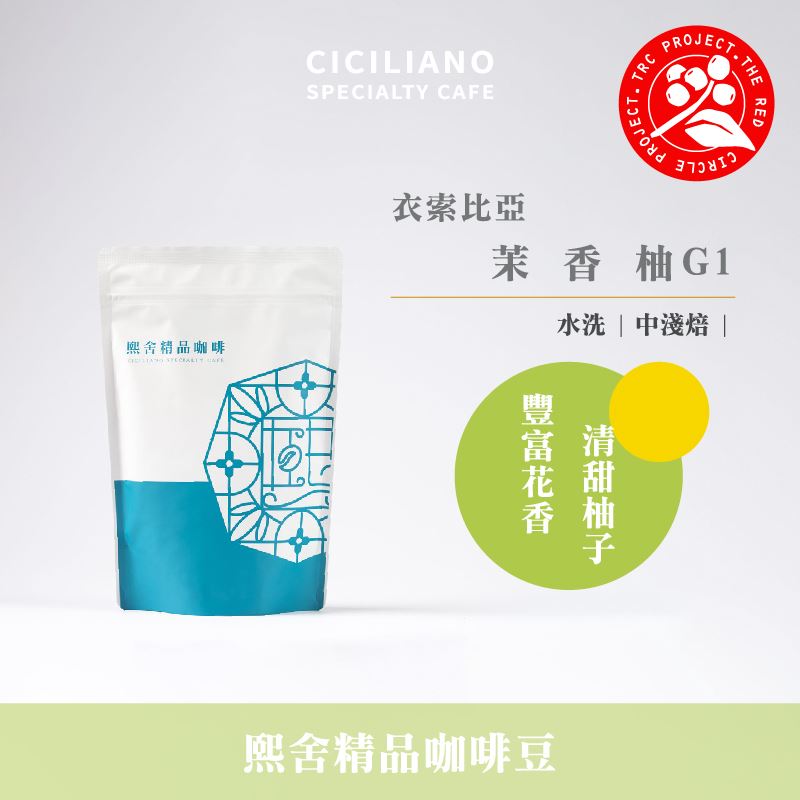 CICILIANO
SPECIALTY CAFE
TRC PROJECT.THE RED CIRCLE PROJECT.
衣索比亞
茉香柚G1
水洗｜中淺焙｜
豐富花香
清甜柚子
熙舍精品咖啡
CICILIANO SPECIALTY CAFE
熙舍精品咖啡豆